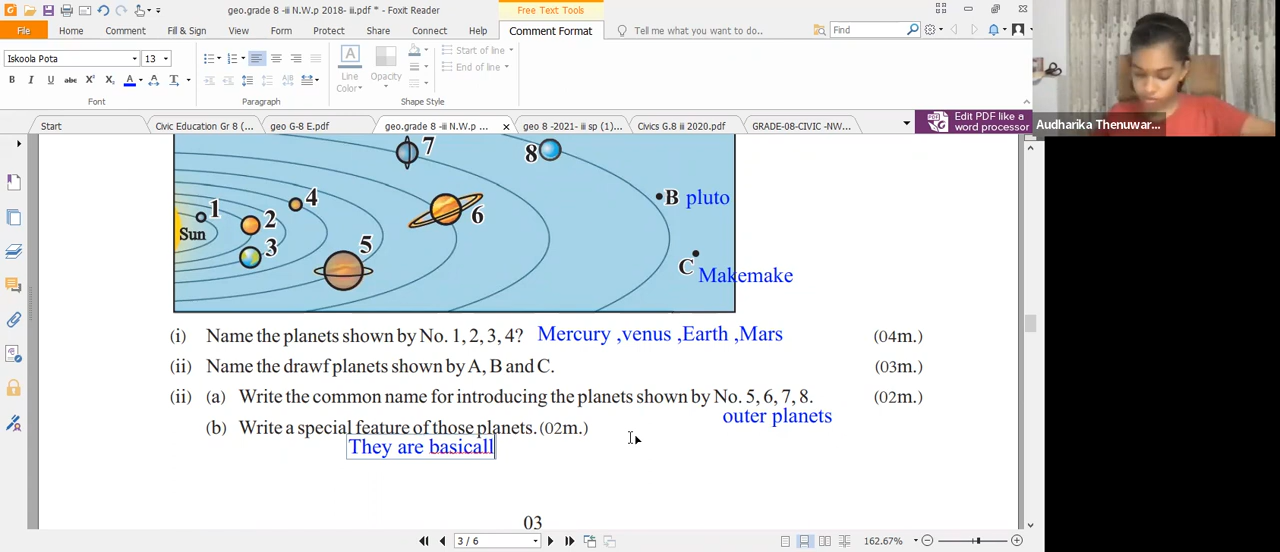 geo.grade 8 -ii N.W.p 2018- ii.pdf * - Foxit Reader
Free Text Tools
File Home Comment Fill & Sign View Form Protect Share Connect Help Comment Format Tell me what you want to do.. Find
Iskoola Pota 13
Line Color
Opacity
Start of line
End of line
B I U abc X² X₂ A T
Font Paragraph Shape Style
Start Civic Education Gr 8 (... geo G-8 E.pdf geo.grade 8 -ii N.W.p ... geo 8 -2021- ii sp (1)... Civics G.8 ii 2020.pdf GRADE-08-CIVIC -NW...
Edit PDF like a word processor
Audharika Thenuwar...
7
8
B pluto
1
4
2
6
Sun
3
5
C Makemake
(i) Name the planets shown by No. 1, 2, 3, 4? Mercury ,venus ,Earth ,Mars (04m.)
(ii) Name the drawf planets shown by A, B and C. (03m.)
(ii) (a) Write the common name for introducing the planets shown by No. 5, 6, 7, 8. (02m.)
outer planets
(b) Write a special feature of those planets. (02m.)
They are basicall
03
3 / 6
162.67%